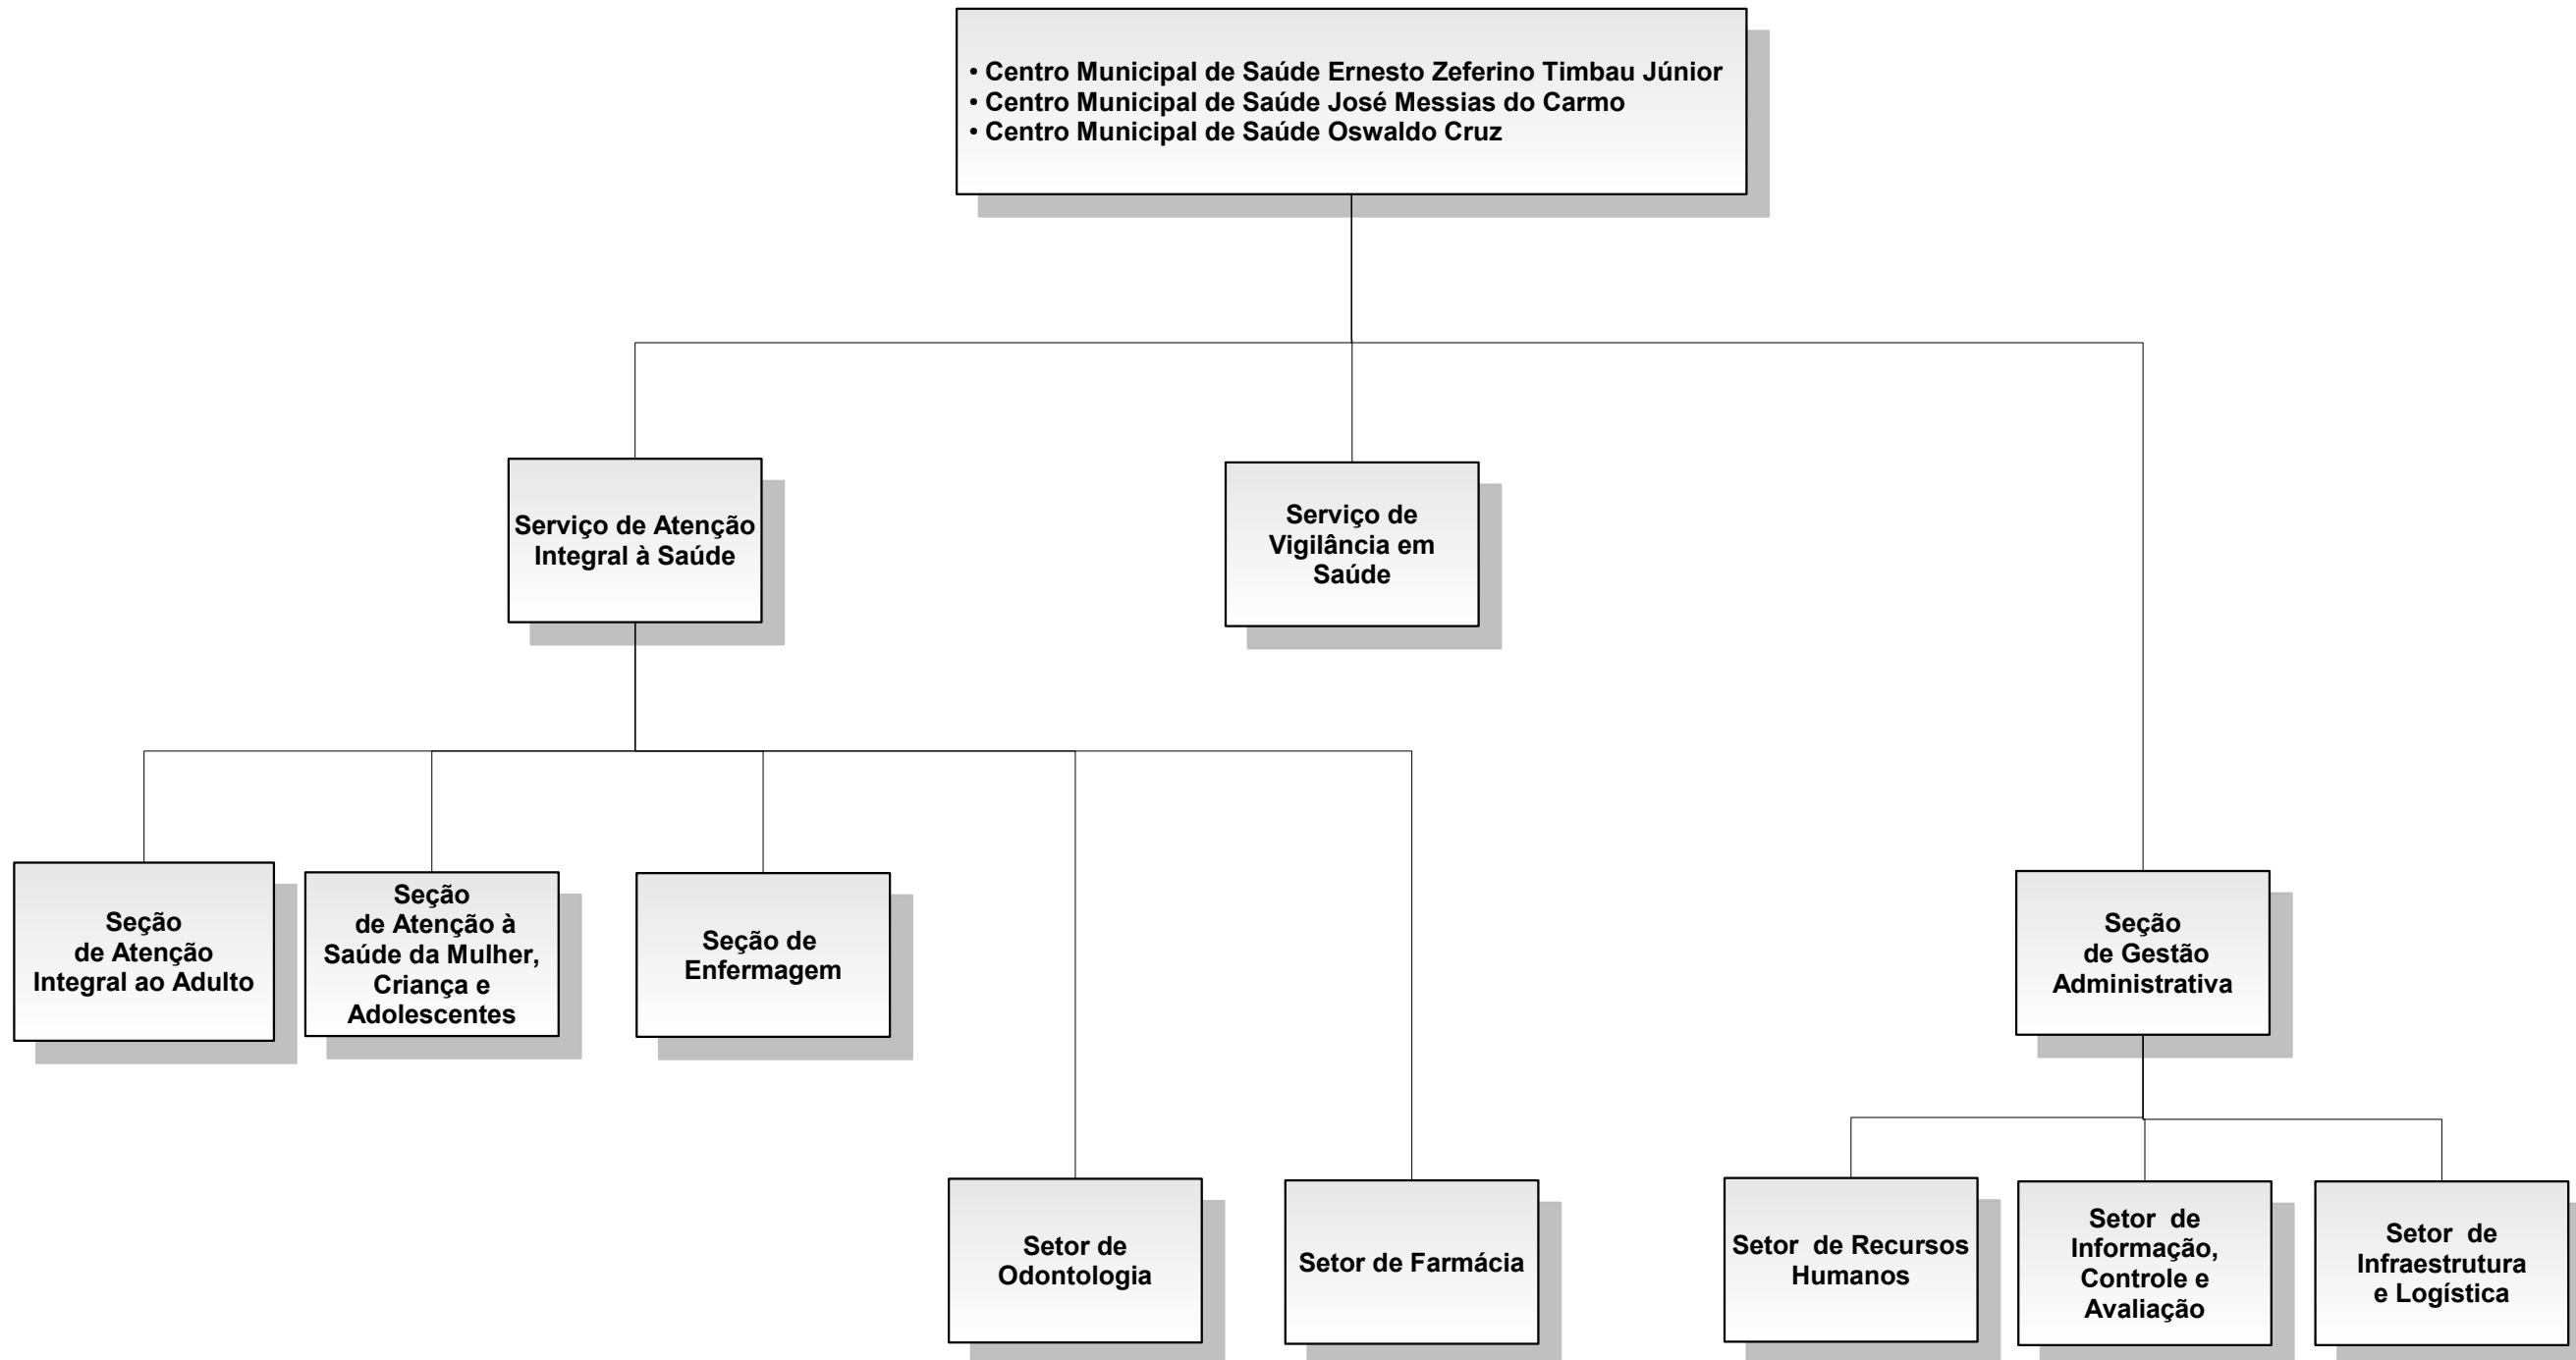 • Centro Municipal de Saúde Ernesto Zeferino Timbau Júnior
• Centro Municipal de Saúde José Messias do Carmo
• Centro Municipal de Saúde Oswaldo Cruz
Serviço de Atenção
Integral à Saúde
Serviço de
Vigilância em
Saúde
Seção
de Atenção
Integral ao Adulto
Seção
de Atenção à
Saúde da Mulher,
Criança e
Adolescentes
Seção de
Enfermagem
Seção
de Gestão
Administrativa
Setor de
Odontologia
Setor de Farmácia
Setor de Recursos
Humanos
Setor de
Informação,
Controle e
Avaliação
Setor de
Infraestrutura
e Logística